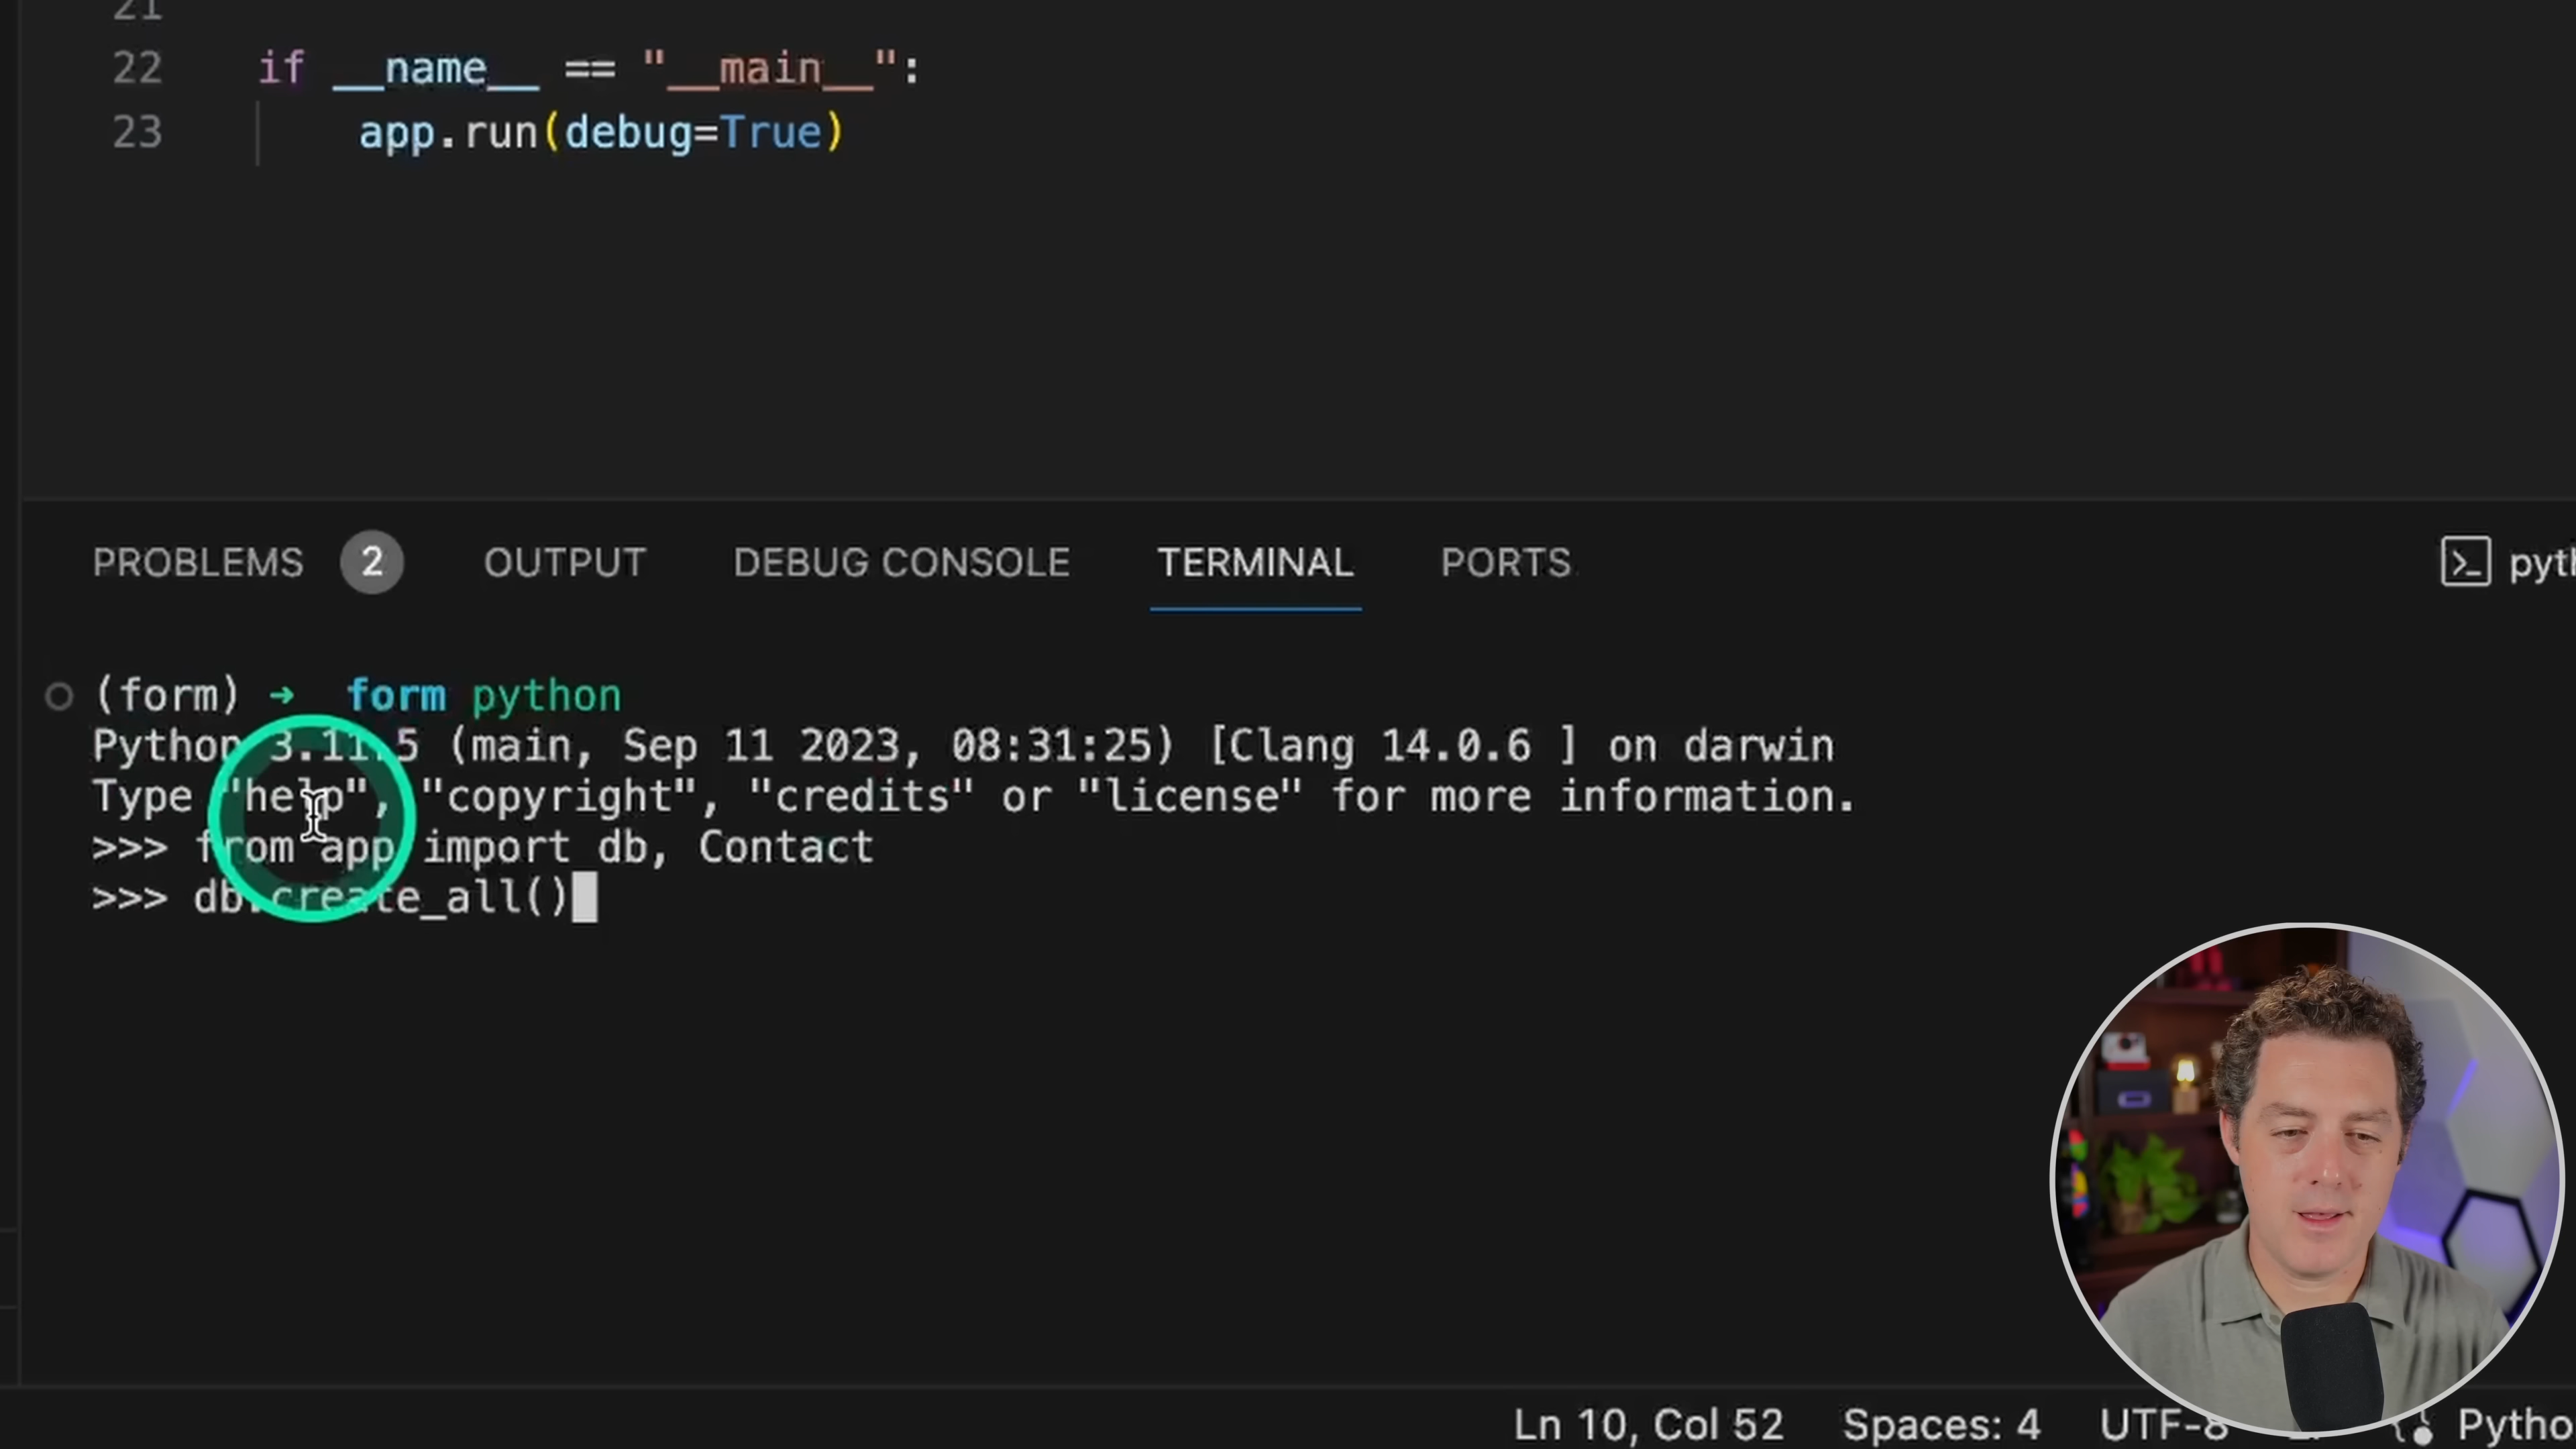 21
22 if __name__ == "__main__":
23 app.run(debug=True)
PROBLEMS 2 OUTPUT DEBUG CONSOLE TERMINAL PORTS
(form) ➜ form python
Python 3.11.5 (main, Sep 11 2023, 08:31:25) [Clang 14.0.6 ] on darwin
Type "help", "copyright", "credits" or "license" for more information.
>>> from app import db, Contact
>>> db.create_all()
Ln 10, Col 52 Spaces: 4 UTF-8